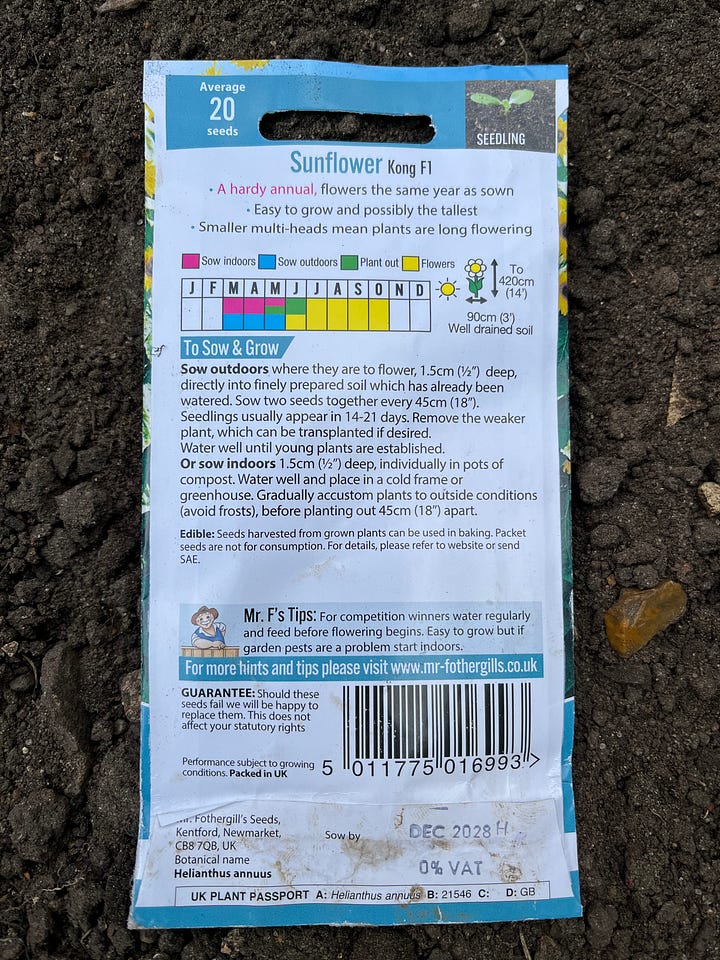 Average
20
seeds
SEEDLING
Sunflower Kong F1
• A hardy annual, flowers the same year as sown
• Easy to grow and possibly the tallest
• Smaller multi-heads mean plants are long flowering
Sow indoors Sow outdoors Plant out Flowers
J F M A M J J A S O N D
To
420cm
(14')
90cm (3')
Well drained soil
To Sow & Grow
Sow outdoors where they are to flower, 1.5cm (½") deep,
directly into finely prepared soil which has already been
watered. Sow two seeds together every 45cm (18").
Seedlings usually appear in 14-21 days. Remove the weaker
plant, which can be transplanted if desired.
Water well until young plants are established.
Or sow indoors 1.5cm (½") deep, individually in pots of
compost. Water well and place in a cold frame or
greenhouse. Gradually accustom plants to outside conditions
(avoid frosts), before planting out 45cm (18") apart.
Edible: Seeds harvested from grown plants can be used in baking. Packet
seeds are not for consumption. For details, please refer to website or send
SAE.
Mr. F's Tips: For competition winners water regularly
and feed before flowering begins. Easy to grow but if
garden pests are a problem start indoors.
For more hints and tips please visit www.mr-fothergills.co.uk
GUARANTEE: Should these
seeds fail we will be happy to
replace them. This does not
affect your statutory rights
Performance subject to growing
conditions. Packed in UK
5 011775 016993 >
Mr. Fothergill's Seeds,
Kentford, Newmarket,
CB8 7QB, UK
Botanical name
Helianthus annuus
Sow by
DEC 2028 H
0% VAT
UK PLANT PASSPORT A: Helianthus annuus B: 21546 C: D: GB